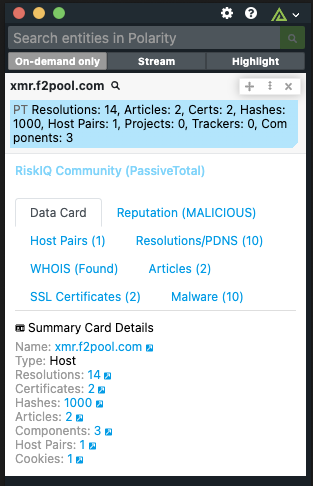 Search entities in Polarity
On-demand only Stream Highlight
xmr.f2pool.com
PT Resolutions: 14, Articles: 2, Certs: 2, Hashes:
1000, Host Pairs: 1, Projects: 0, Trackers: 0, Com
ponents: 3
RiskIQ Community (PassiveTotal)
Data Card Reputation (MALICIOUS)
Host Pairs (1) Resolutions/PDNS (10)
WHOIS (Found) Articles (2)
SSL Certificates (2) Malware (10)
Summary Card Details
Name: xmr.f2pool.com
Type: Host
Resolutions: 14
Certificates: 2
Hashes: 1000
Articles: 2
Components: 3
Host Pairs: 1
Cookies: 1